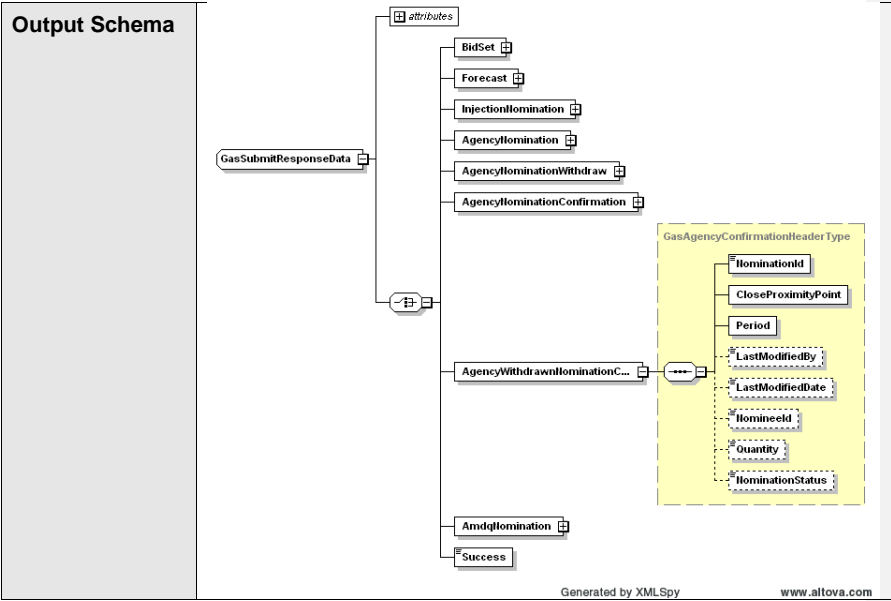 Output Schema
attributes
BidSet
Forecast
InjectionNomination
AgencyNomination
GasSubmitResponseData
AgencyNominationWithdraw
AgencyNominationConfirmation
GasAgencyConfirmationHeaderType
NominationId
CloseProximityPoint
Period
LastModifiedBy
AgencyWithdrawnNominationC...
LastModifiedDate
NomineeId
Quantity
NominationStatus
AmdqNomination
Success
Generated by XMLSpy www.altova.com